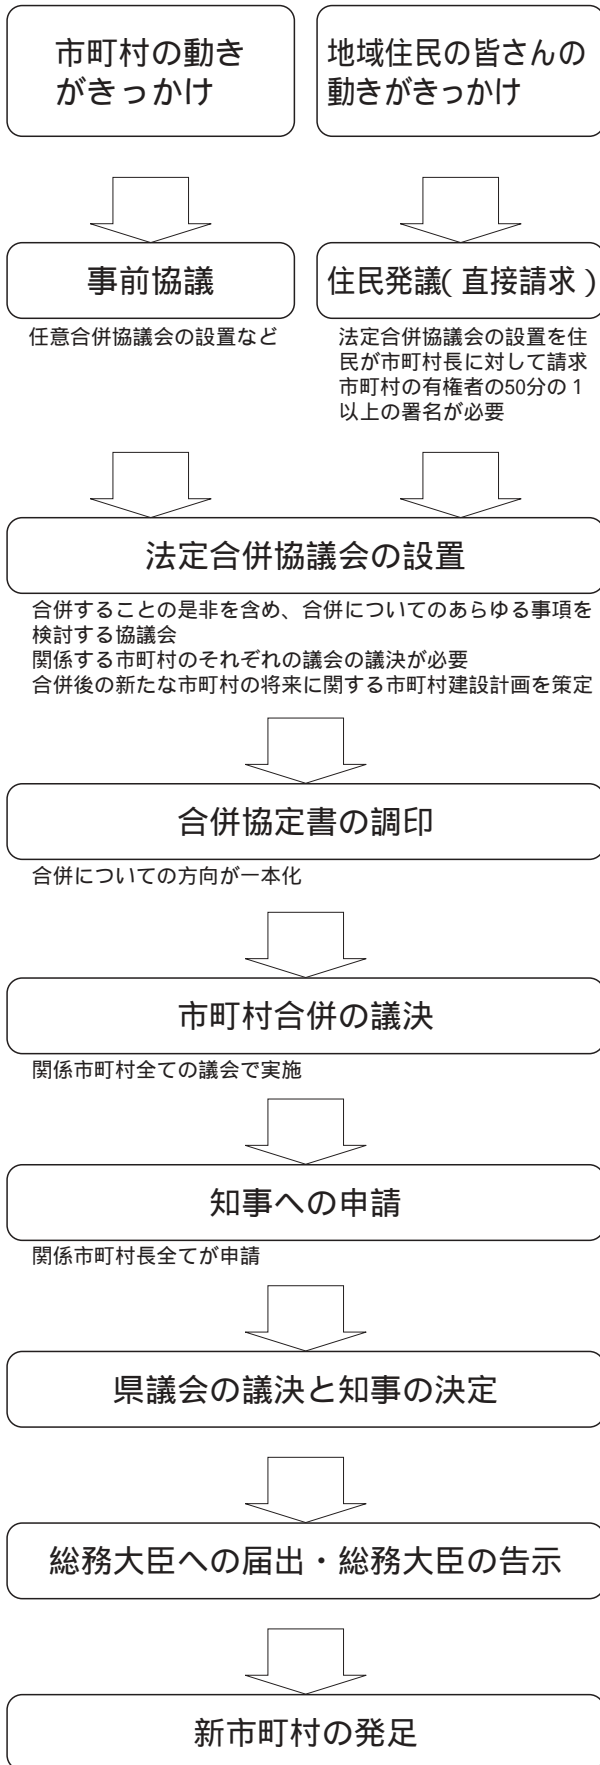 市町村の動き
がきっかけ
地域住民の皆さんの
動きがきっかけ
事前協議
任意合併協議会の設置など
住民発議(直接請求)
法定合併協議会の設置を住
民が市町村長に対して請求
市町村の有権者の50分の1
以上の署名が必要
法定合併協議会の設置
合併することの是非を含め、合併についてのあらゆる事項を
検討する協議会
関係する市町村のそれぞれの議会の議決が必要
合併後の新たな市町村の将来に関する市町村建設計画を策定
合併協定書の調印
合併についての方向が一本化
市町村合併の議決
関係市町村全ての議会で実施
知事への申請
関係市町村長全てが申請
県議会の議決と知事の決定
総務大臣への届出・総務大臣の告示
新市町村の発足